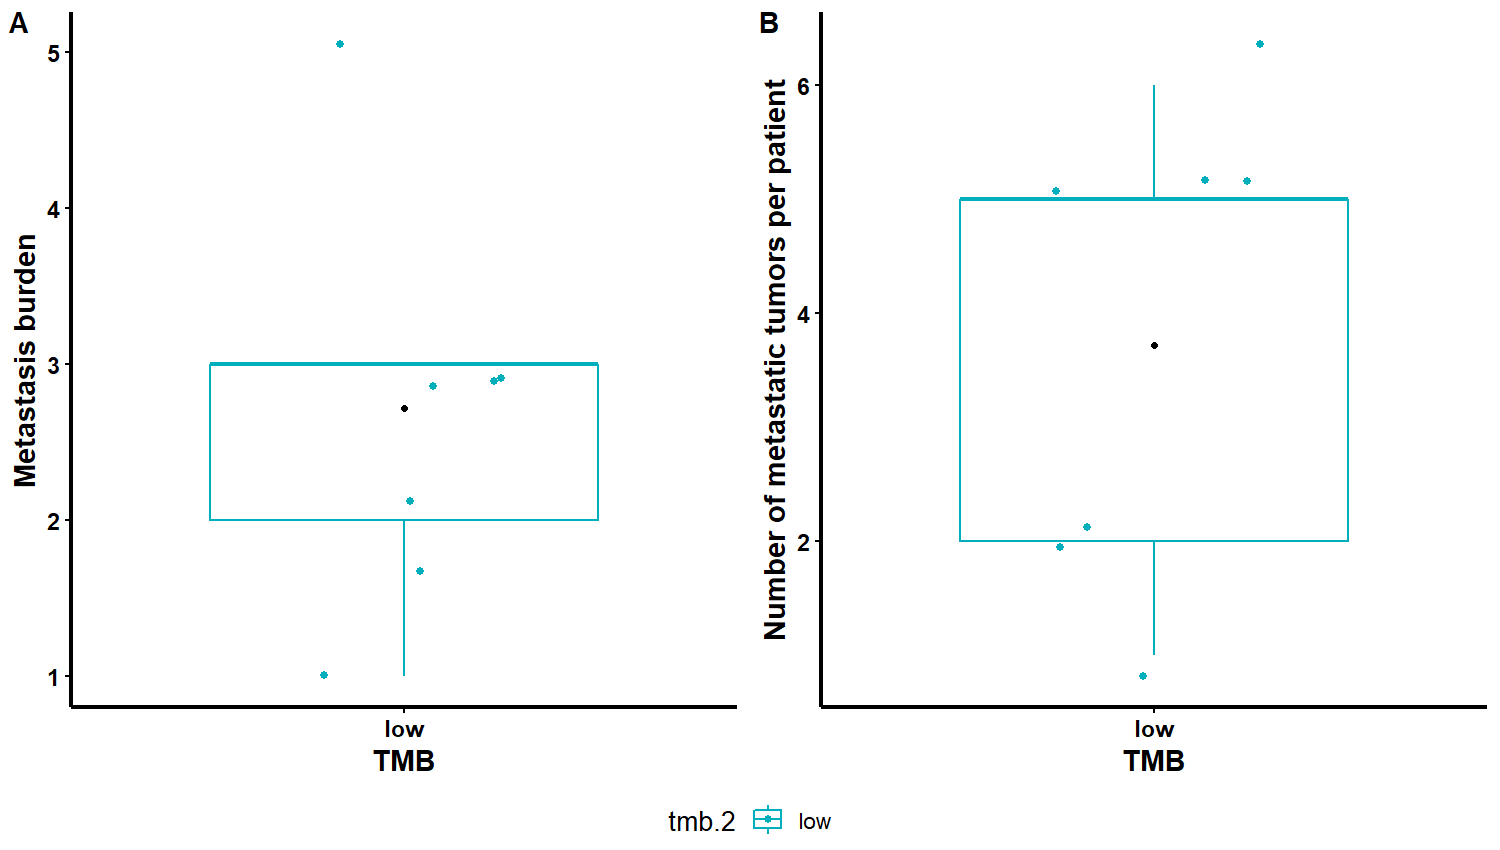 A
Metastasis burden
5
4
3
2
1
low
TMB
B
Number of metastatic tumors per patient
6
4
2
low
TMB
tmb.2 low